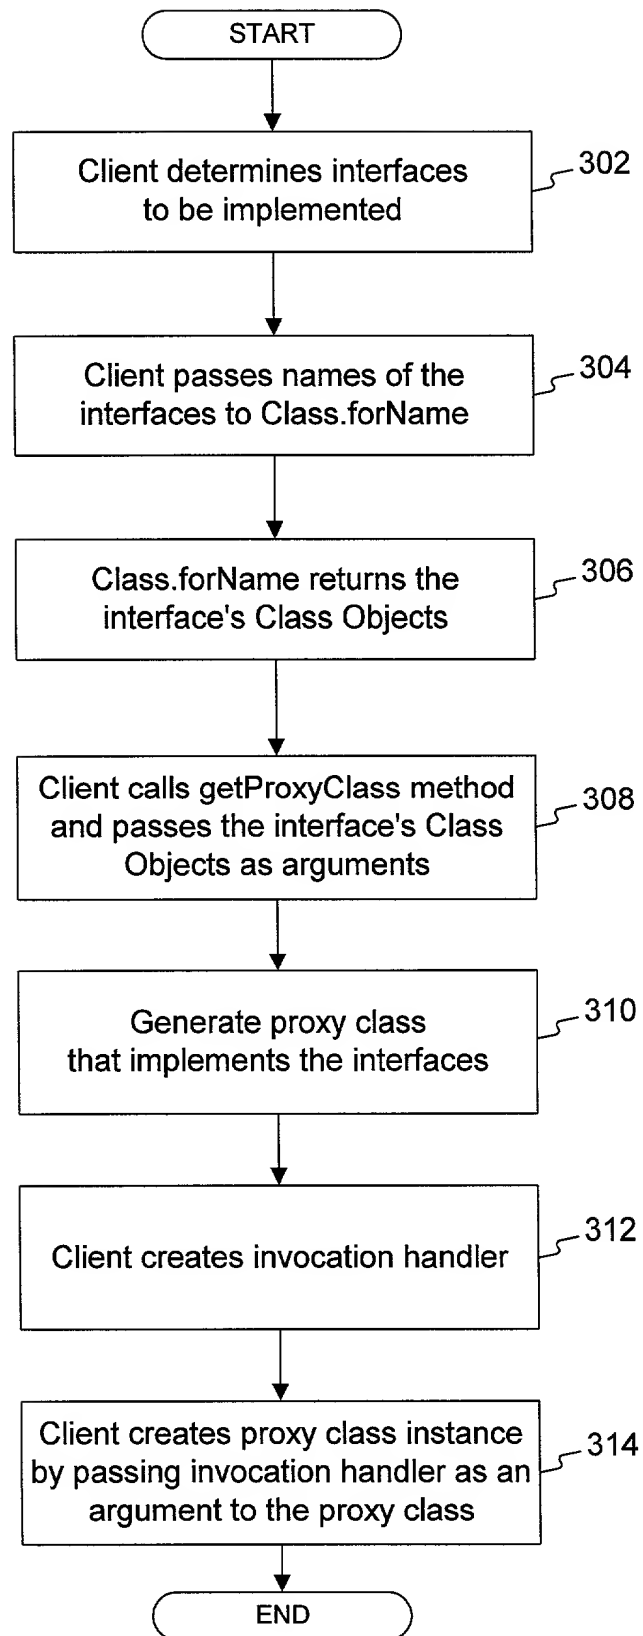 START
Client determines interfaces
to be implemented
302
Client passes names of the
interfaces to Class.forName
304
Class.forName returns the
interface's Class Objects
306
Client calls getProxyClass method
and passes the interface's Class
Objects as arguments
308
Generate proxy class
that implements the interfaces
310
Client creates invocation handler
312
Client creates proxy class instance
by passing invocation handler as an
argument to the proxy class
314
END